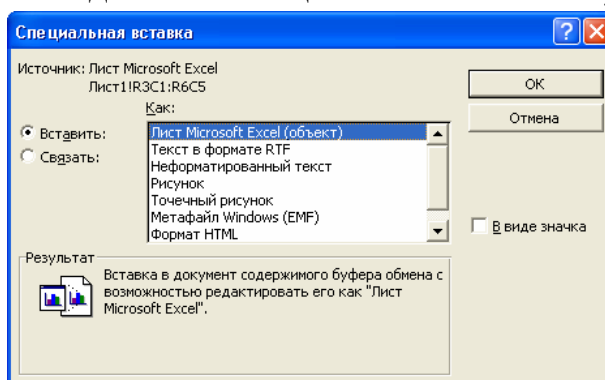 Специальная вставка
Источник: Лист Microsoft Excel
Лист1!R3C1:R6C5
Как:
Вставить:
Связать:
Лист Microsoft Excel (объект)
Текст в формате RTF
Неформатированный текст
Рисунок
Точечный рисунок
Метафайл Windows (EMF)
Формат HTML
ОК
Отмена
В виде значка
Результат
Вставка в документ содержимого буфера обмена с
возможностью редактировать его как "Лист
Microsoft Excel".